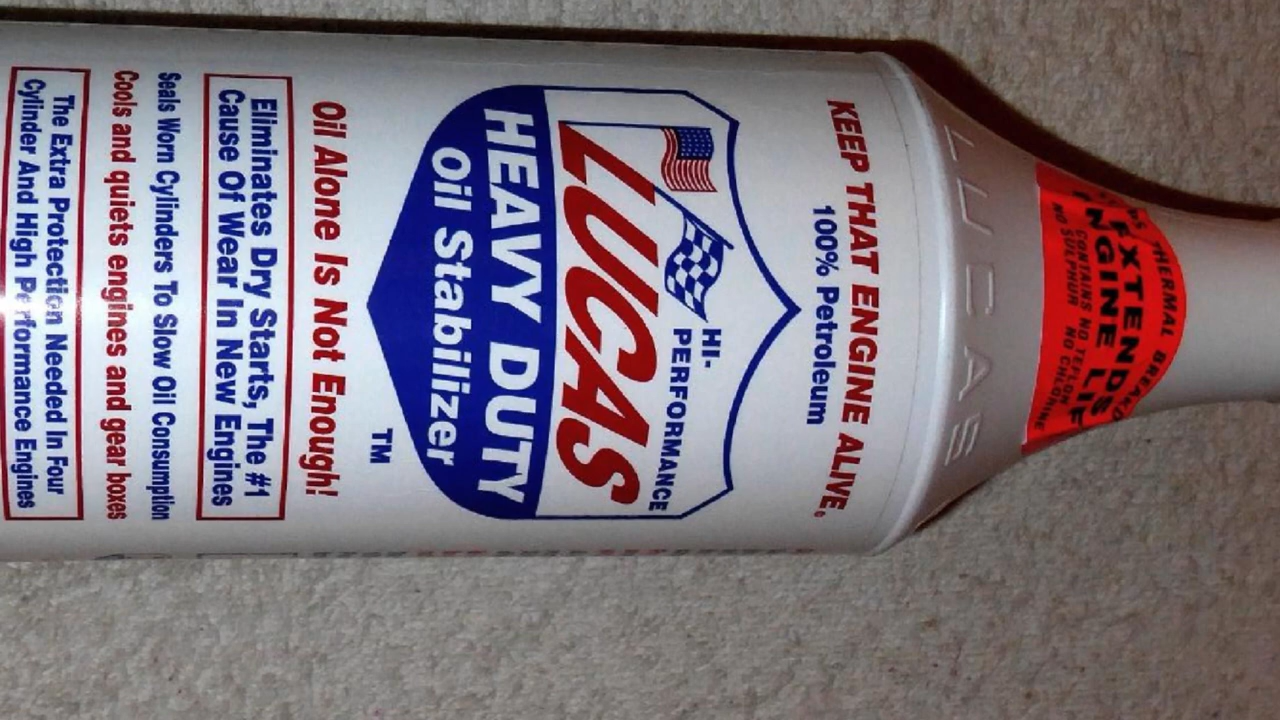 THERMAL BREAKD
EXTENDS
ENGINE LIF
CONTAINS NO TEFLON
NO SULPHUR NO CHLORINE
LUCAS
KEEP THAT ENGINE ALIVE®
100% Petroleum
HI-
PERFORMANCE
LUCAS
HEAVY DUTY
Oil Stabilizer
TM
Oil Alone Is Not Enough!
Eliminates Dry Starts, The #1
Cause Of Wear In New Engines
Seals Worn Cylinders To Slow Oil Consumption
Cools and quiets engines and gear boxes
The Extra Protection Needed In Four
Cylinder And High Performance Engines